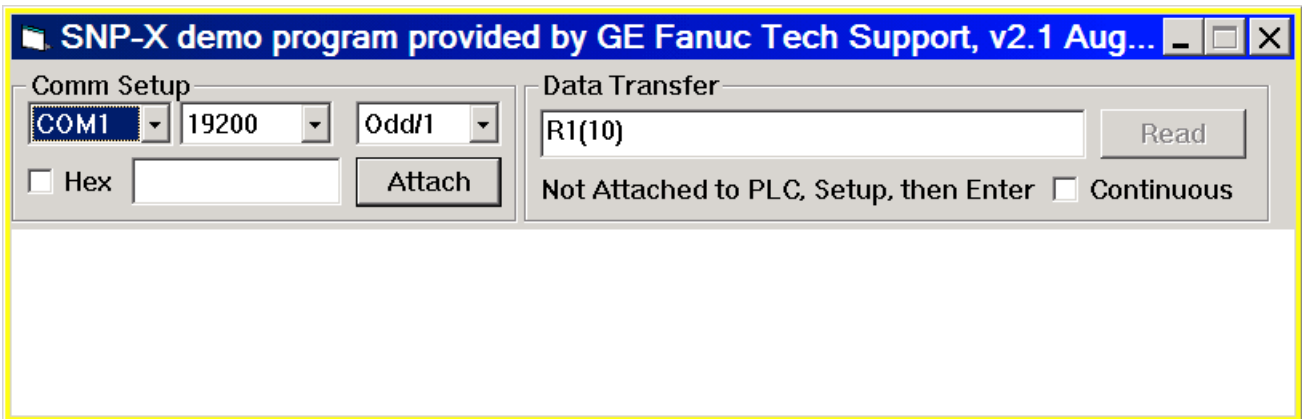 SNP-X demo program provided by GE Fanuc Tech Support, v2.1 Aug...
Comm Setup
COM1 19200 Odd/1
Hex Attach
Data Transfer
R1(10) Read
Not Attached to PLC, Setup, then Enter Continuous